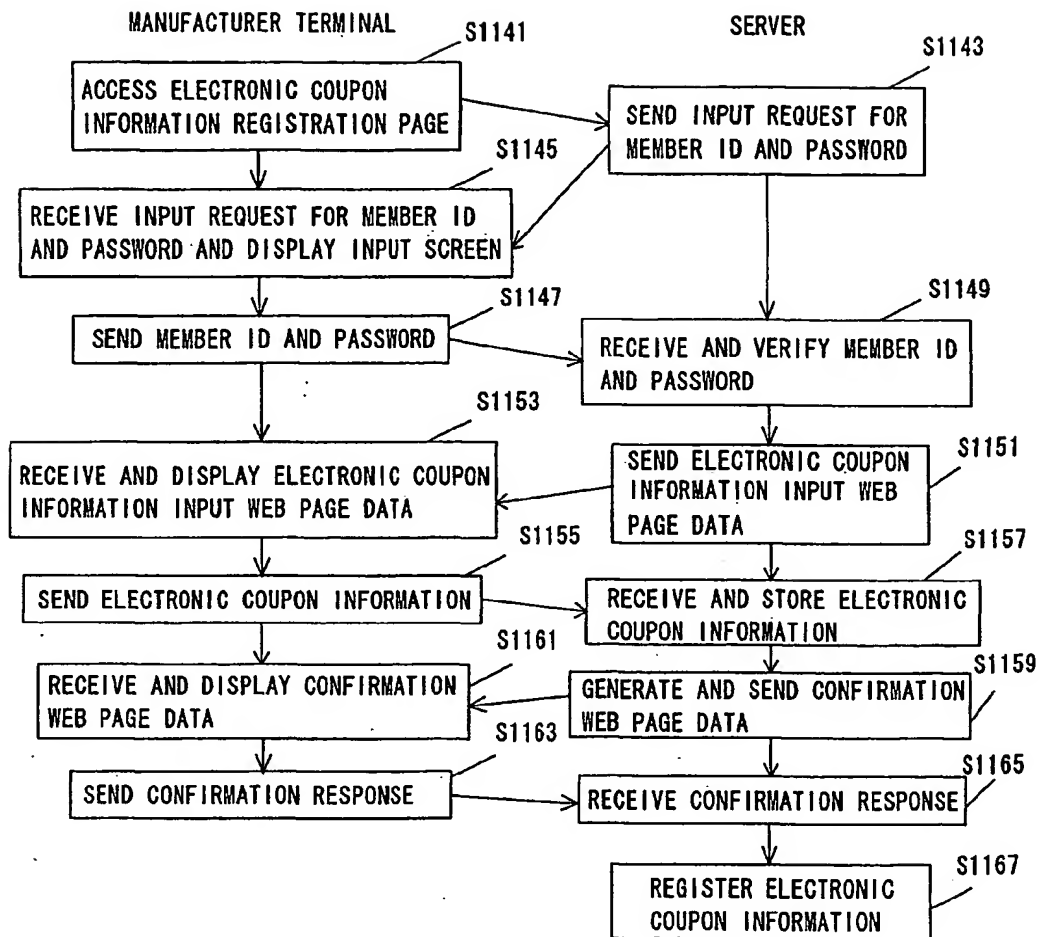 MANUFACTURER TERMINAL
SERVER
S1141
S1143
ACCESS ELECTRONIC COUPON
INFORMATION REGISTRATION PAGE
SEND INPUT REQUEST FOR
MEMBER ID AND PASSWORD
S1145
RECEIVE INPUT REQUEST FOR MEMBER ID
AND PASSWORD AND DISPLAY INPUT SCREEN
S1147
S1149
SEND MEMBER ID AND PASSWORD
RECEIVE AND VERIFY MEMBER ID
AND PASSWORD
S1153
S1151
RECEIVE AND DISPLAY ELECTRONIC COUPON
INFORMATION INPUT WEB PAGE DATA
SEND ELECTRONIC COUPON
INFORMATION INPUT WEB
PAGE DATA
S1155
S1157
SEND ELECTRONIC COUPON INFORMATION
RECEIVE AND STORE ELECTRONIC
COUPON INFORMATION
S1161
S1159
RECEIVE AND DISPLAY CONFIRMATION
WEB PAGE DATA
GENERATE AND SEND CONFIRMATION
WEB PAGE DATA
S1163
S1165
SEND CONFIRMATION RESPONSE
RECEIVE CONFIRMATION RESPONSE
S1167
REGISTER ELECTRONIC
COUPON INFORMATION